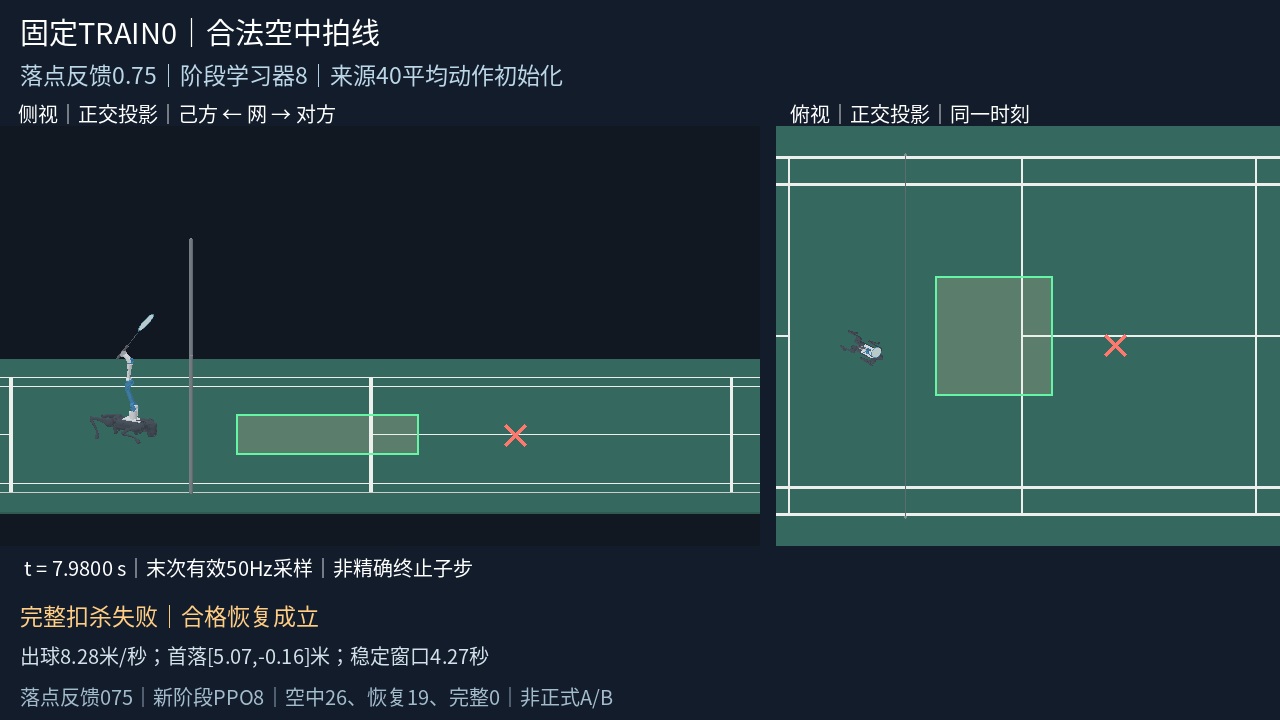 固定TRAIN0｜合法空中拍线
落点反馈0.75｜阶段学习器8｜来源40平均动作初始化
侧视｜正交投影｜己方 ← 网 → 对方
俯视｜正交投影｜同一时刻
t = 7.9800 s｜末次有效50Hz采样｜非精确终止子步
完整扣杀失败｜合格恢复成立
出球8.28米/秒；首落[5.07,-0.16]米；稳定窗口4.27秒
落点反馈075｜新阶段PPO8｜空中26、恢复19、完整0｜非正式A/B